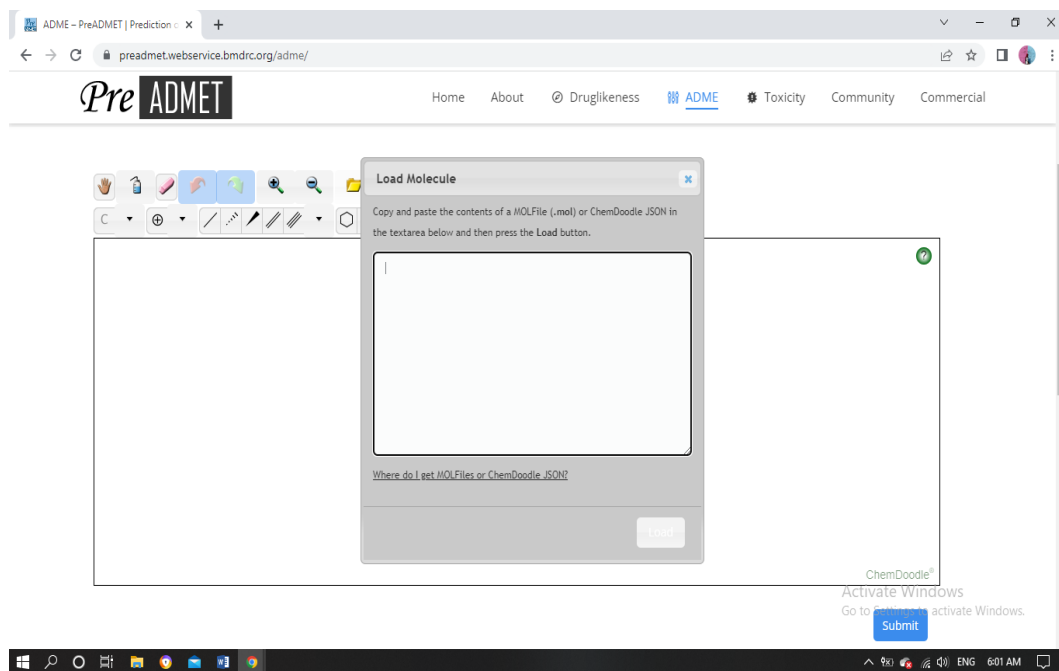 ADME – PreADMET | Prediction o
preadmet.webservice.bmdrc.org/adme/
Pre ADMET
Home About Druglikeness ADME Toxicity Community Commercial
Load Molecule
Copy and paste the contents of a MOLFile (.mol) or ChemDoodle JSON in
the textarea below and then press the Load button.
C
Where do I get MOLFiles or ChemDoodle JSON?
Load
ChemDoodle®
Activate Windows
Go to Settings to activate Windows.
Submit
ENG 6:01 AM